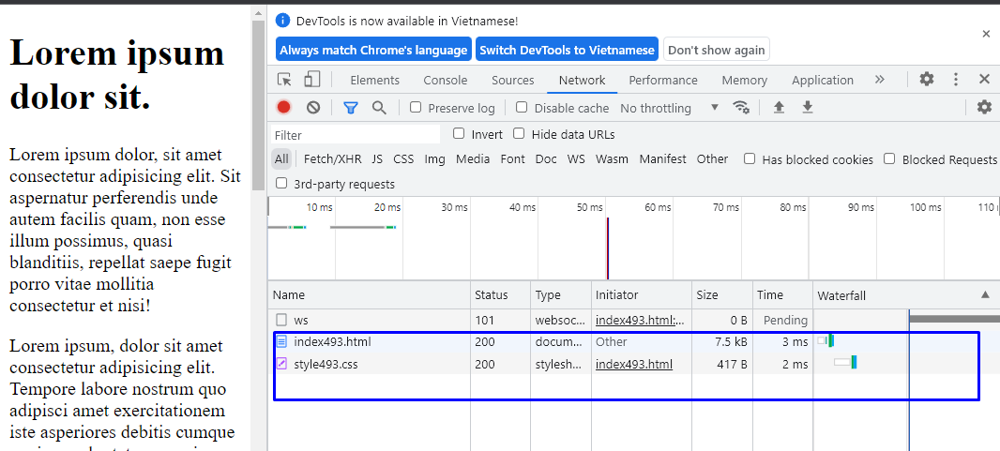 Lorem ipsum
dolor sit.
Lorem ipsum dolor, sit amet
consectetur adipisicing elit. Sit
aspernatur perferendis unde
autem facilis quam, non esse
illum possimus, quasi
blanditiis, repellat saepe fugit
porro vitae mollitia
consectetur et nisi!
Lorem ipsum, dolor sit amet
consectetur adipisicing elit.
Tempore labore nostrum quo
adipisci amet exercitationem
iste asperiores debitis cumque
DevTools is now available in Vietnamese!
Always match Chrome's language Switch DevTools to Vietnamese Don't show again
Elements Console Sources Network Performance Memory Application
Preserve log Disable cache No throttling
Filter Invert Hide data URLs
All Fetch/XHR JS CSS Img Media Font Doc WS Wasm Manifest Other Has blocked cookies Blocked Requests
3rd-party requests
10 ms 20 ms 30 ms 40 ms 50 ms 60 ms 70 ms 80 ms 90 ms 100 ms 110
Name Status Type Initiator Size Time Waterfall
ws 101 websoc... index493.html:... 0 B Pending
index493.html 200 docum... Other 7.5 kB 3 ms
style493.css 200 stylesh... index493.html 417 B 2 ms